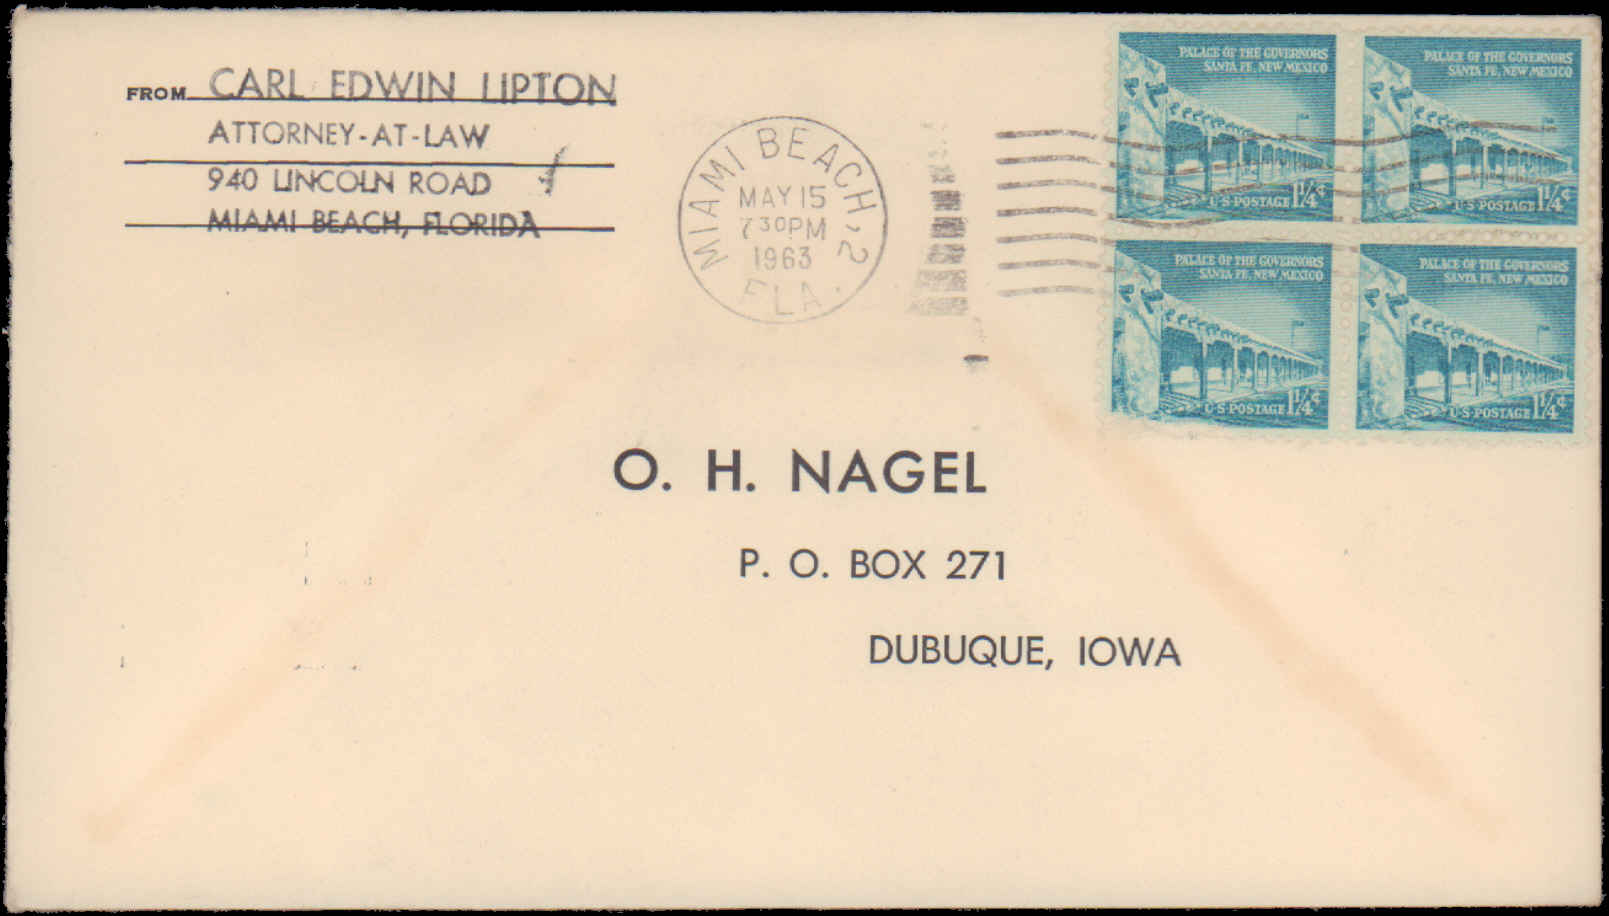 FROM CARL EDWIN LIPTON
ATTORNEY-AT-LAW
940 LINCOLN ROAD
MIAMI BEACH, FLORIDA
MIAMI BEACH, 2
MAY 15
7 30 PM
1963
FLA.
PALACE OF THE GOVERNORS
SANTA FE, NEW MEXICO
U·S·POSTAGE 1¼¢
PALACE OF THE GOVERNORS
SANTA FE, NEW MEXICO
U·S·POSTAGE 1¼¢
PALACE OF THE GOVERNORS
SANTA FE, NEW MEXICO
U·S·POSTAGE 1¼¢
PALACE OF THE GOVERNORS
SANTA FE, NEW MEXICO
U·S·POSTAGE 1¼¢
O. H. NAGEL
P. O. BOX 271
DUBUQUE, IOWA